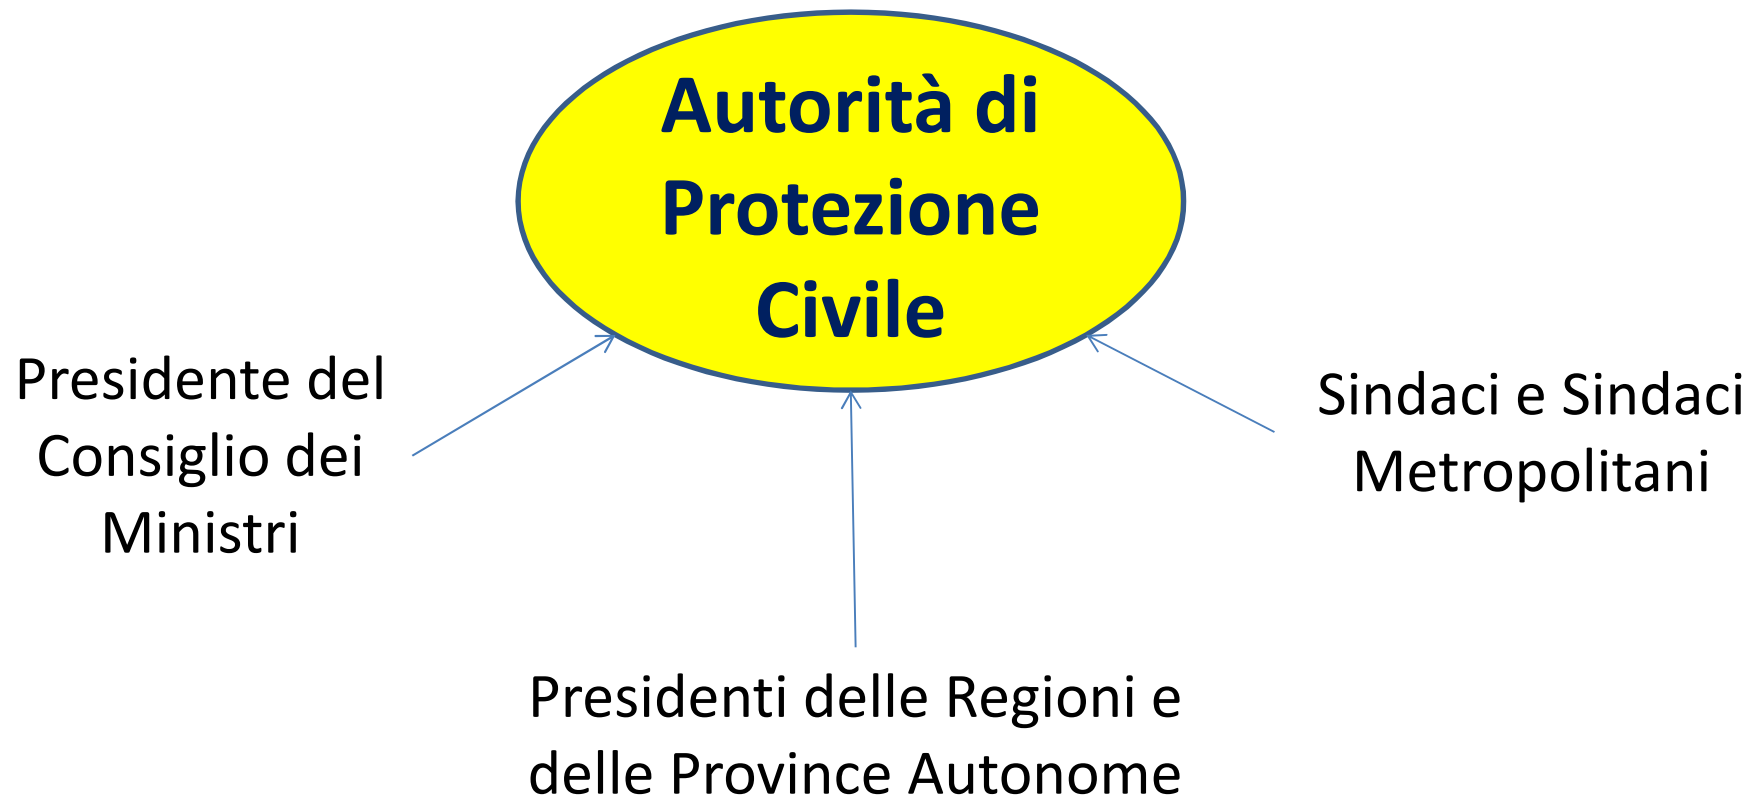 Autorità di
Protezione
Civile
Presidente del
Consiglio dei
Ministri
Sindaci e Sindaci
Metropolitani
Presidenti delle Regioni e
delle Province Autonome